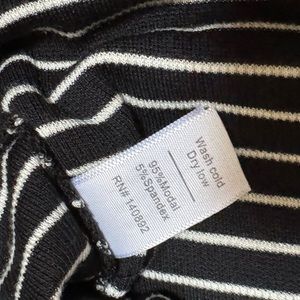 Wash cold
Dry low
95%Modal
5%Spandex
RN# 140892